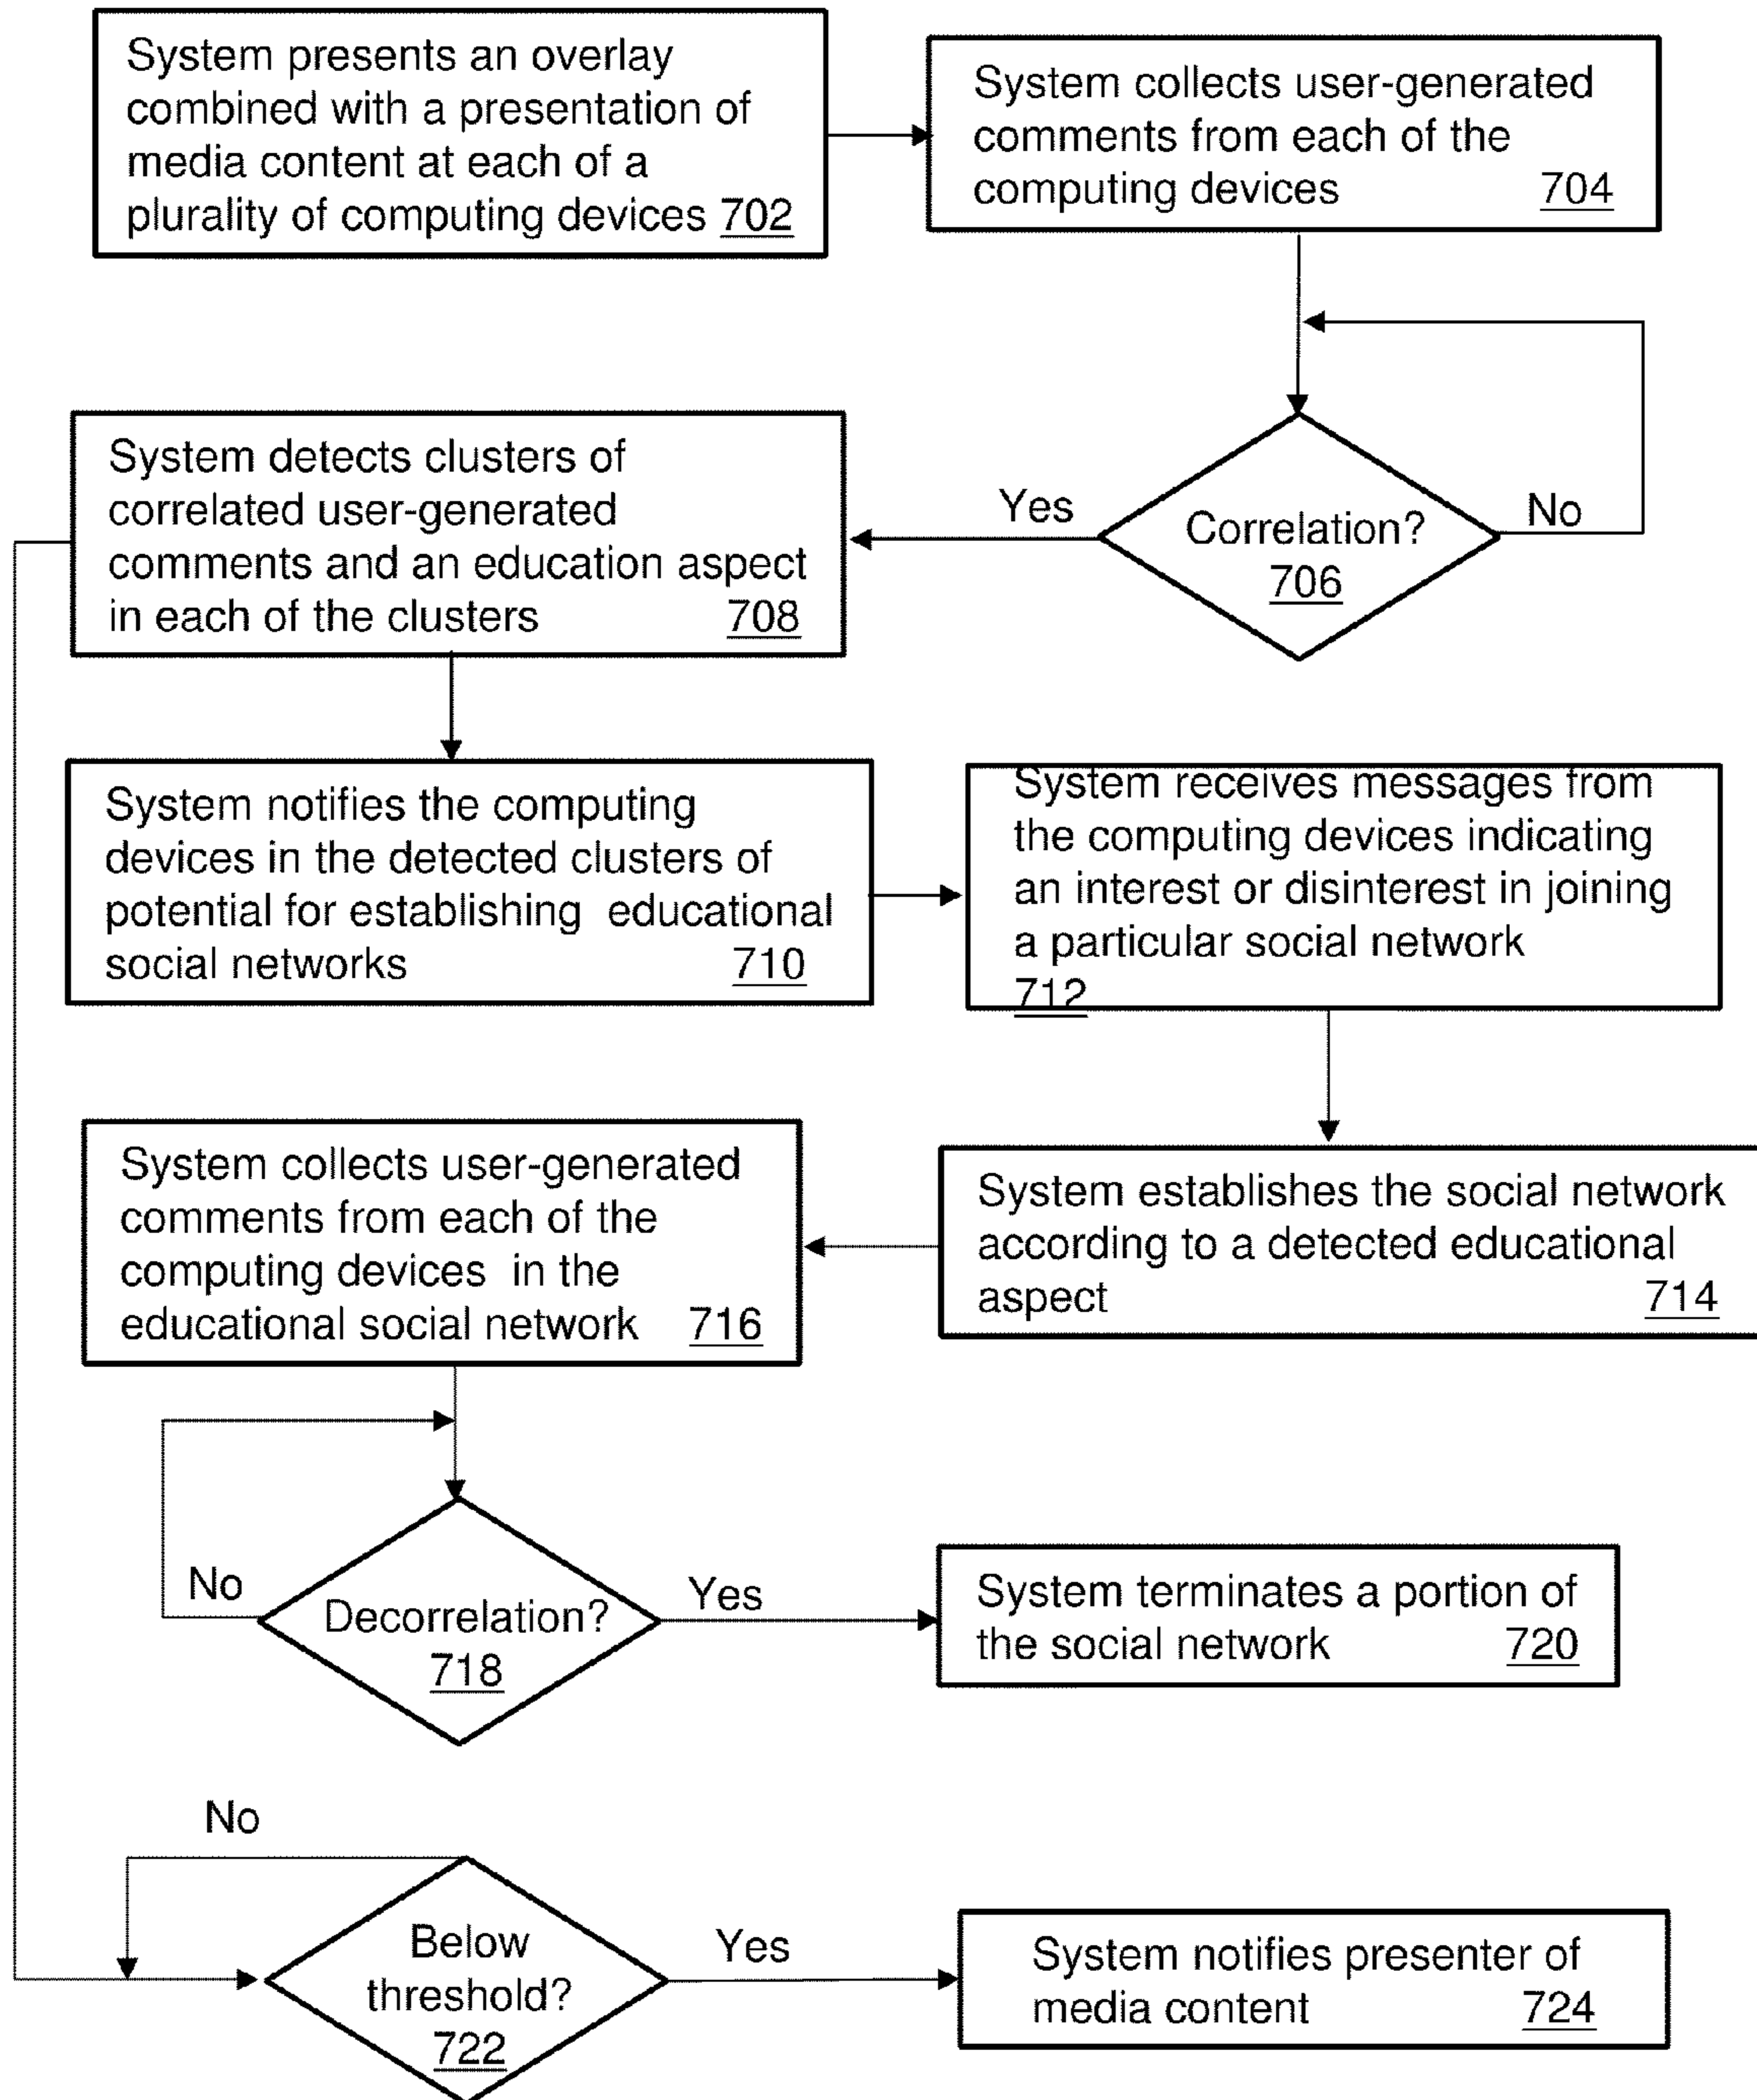 System presents an overlay
combined with a presentation of
media content at each of a
plurality of computing devices 702
System collects user-generated
comments from each of the
computing devices 704
Correlation?
706
Yes
No
System detects clusters of
correlated user-generated
comments and an education aspect
in each of the clusters 708
System notifies the computing
devices in the detected clusters of
potential for establishing educational
social networks 710
System receives messages from
the computing devices indicating
an interest or disinterest in joining
a particular social network
712
System establishes the social network
according to a detected educational
aspect 714
System collects user-generated
comments from each of the
computing devices in the
educational social network 716
Decorrelation?
718
No
Yes
System terminates a portion of
the social network 720
No
Below
threshold?
722
Yes
System notifies presenter of
media content 724